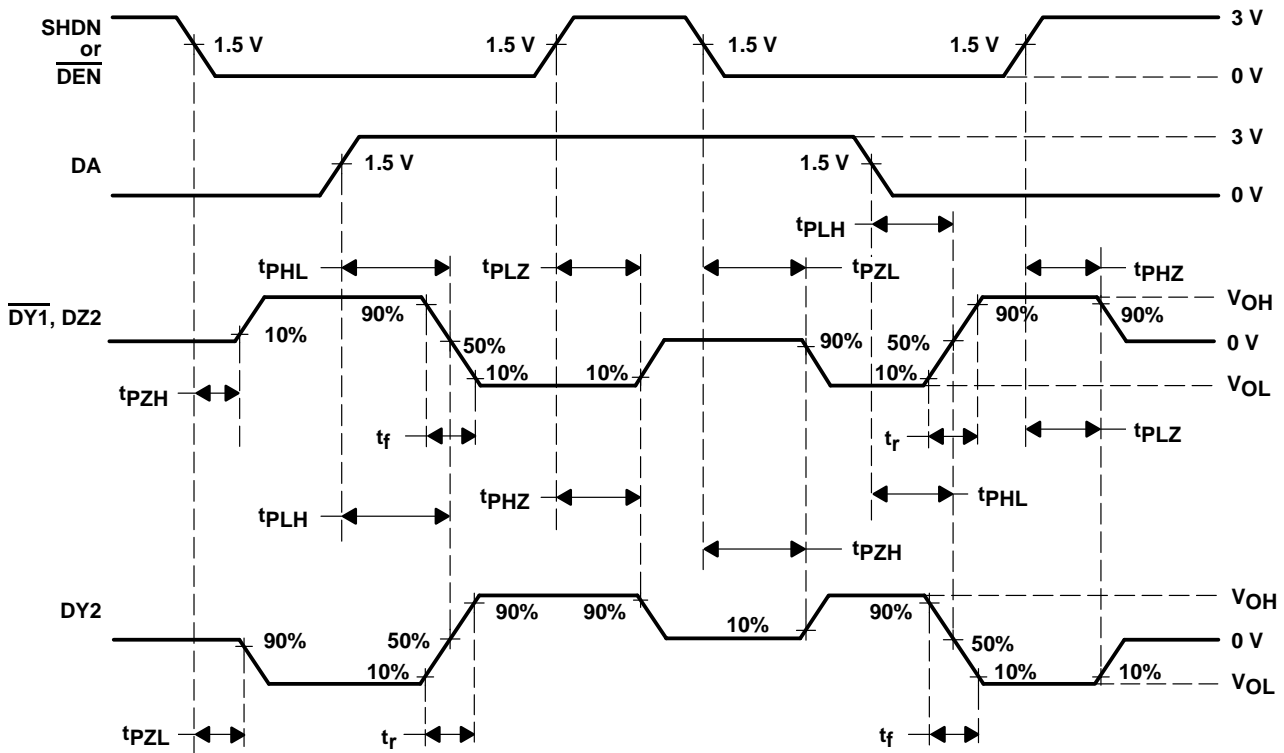 SHDN
or
DEN
1.5 V 1.5 V 1.5 V 1.5 V
3 V
0 V
DA
1.5 V 1.5 V
3 V
0 V
tPLH
tPHL tPLZ tPZL tPHZ
DY1, DZ2
10% 90% 50% 10% 10% 90% 50% 10% 90% 90%
VOH
0 V
VOL
tPZH
tf tr tPLZ
tPLH tPHZ tPHL
tPZH
DY2
90% 10% 50% 90% 90% 10% 90% 50% 10% 10%
VOH
0 V
VOL
tPZL tr tf